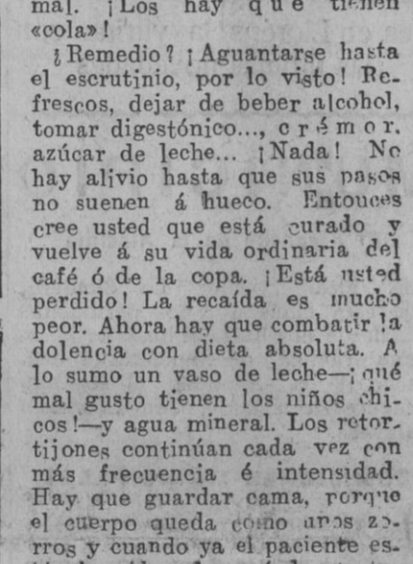 mal. ¡Los hay que tienen
«cola»!
¿Remedio? ¡Aguantarse hasta
el escrutinio, por lo visto! Re-
frescos, dejar de beber alcohol,
tomar digestónico..., crémor,
azúcar de leche... ¡Nada! No
hay alivio hasta que sus pasos
no suenen á hueco. Entouces
cree usted que está curado y
vuelve á su vida ordinaria del
café ó de la copa. ¡Está usted
perdido! La recaída es mucho
peor. Ahora hay que combatir la
dolencia con dieta absoluta. A
lo sumo un vaso de leche—¡qué
mal gusto tienen los niños chi-
cos!—y agua mineral. Los retor-
tijones continúan cada vez con
más frecuencia é intensidad.
Hay que guardar cama, porque
el cuerpo queda como unos zo-
rros y cuando ya el paciente es-